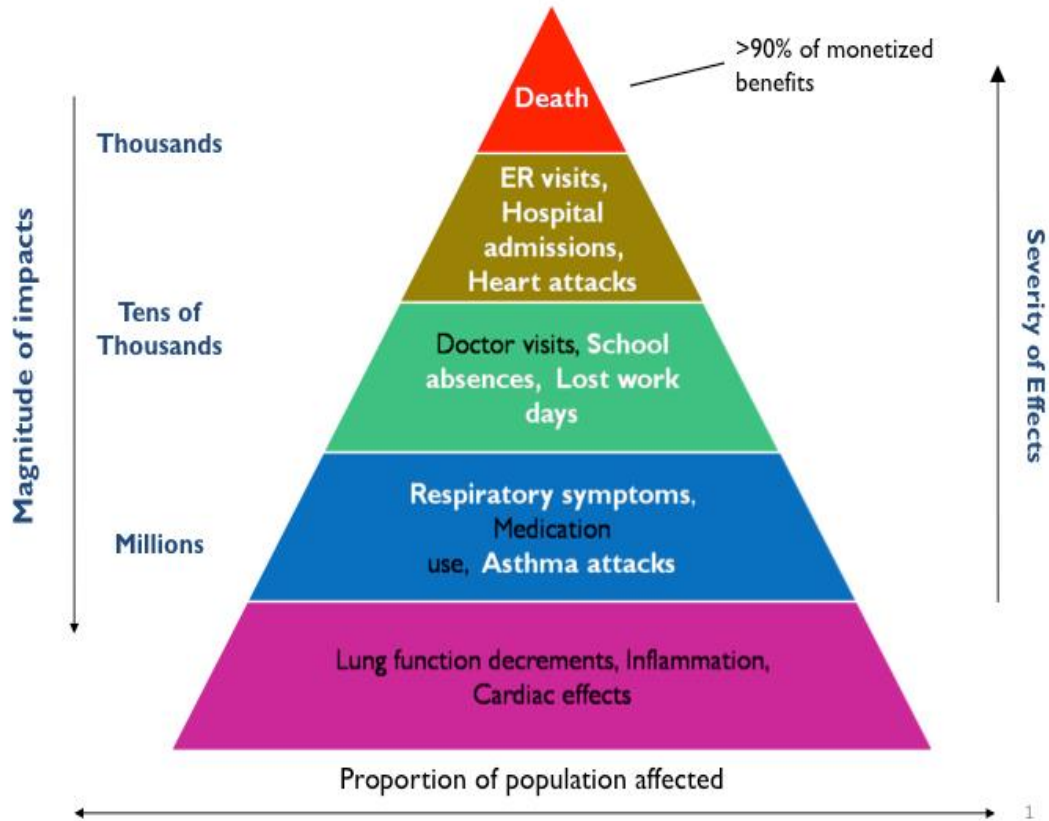 >90% of monetized
benefits
Death
Thousands
ER visits,
Hospital
admissions,
Heart attacks
Magnitude of impacts
Severity of Effects
Tens of
Thousands
Doctor visits, School
absences, Lost work
days
Respiratory symptoms,
Medication
use, Asthma attacks
Millions
Lung function decrements, Inflammation,
Cardiac effects
Proportion of population affected
1